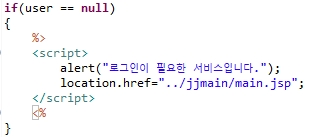 if(user == null)
{
%>
<script>
alert("로그인이 필요한 서비스입니다.");
location.href="../jjmain/main.jsp";
</script>
<%
}